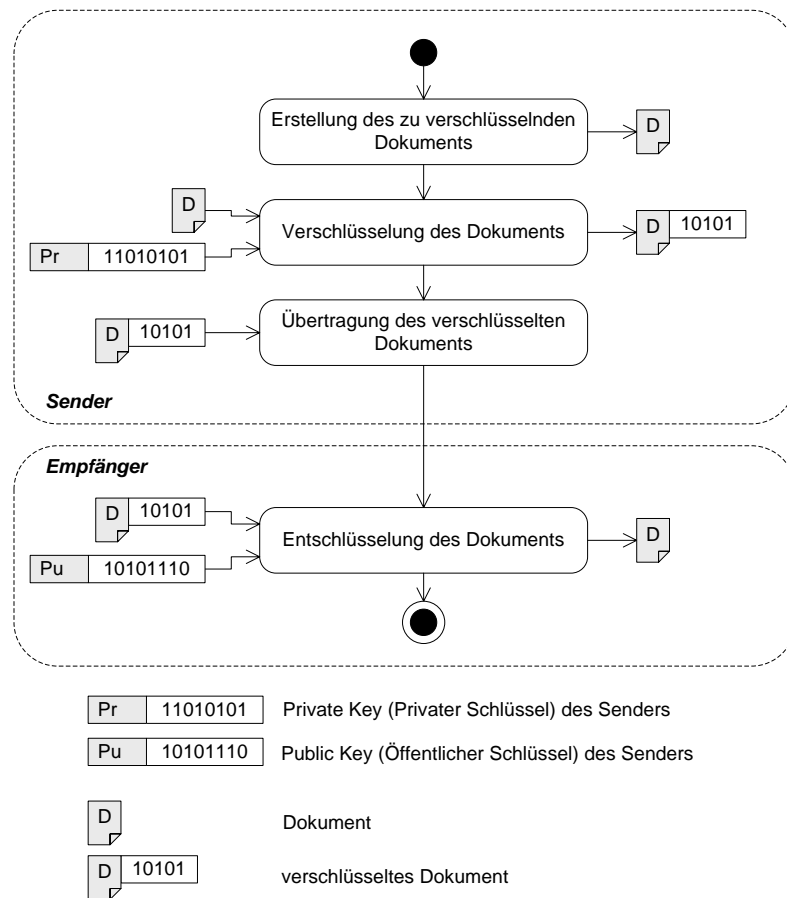 Erstellung des zu verschlüsselnden
Dokuments
D
D
Verschlüsselung des Dokuments
D 10101
Pr 11010101
Übertragung des verschlüsselten
Dokuments
D 10101
Sender
Empfänger
D 10101
Entschlüsselung des Dokuments
D
Pu 10101110
Pr 11010101 Private Key (Privater Schlüssel) des Senders
Pu 10101110 Public Key (Öffentlicher Schlüssel) des Senders
D Dokument
D 10101 verschlüsseltes Dokument